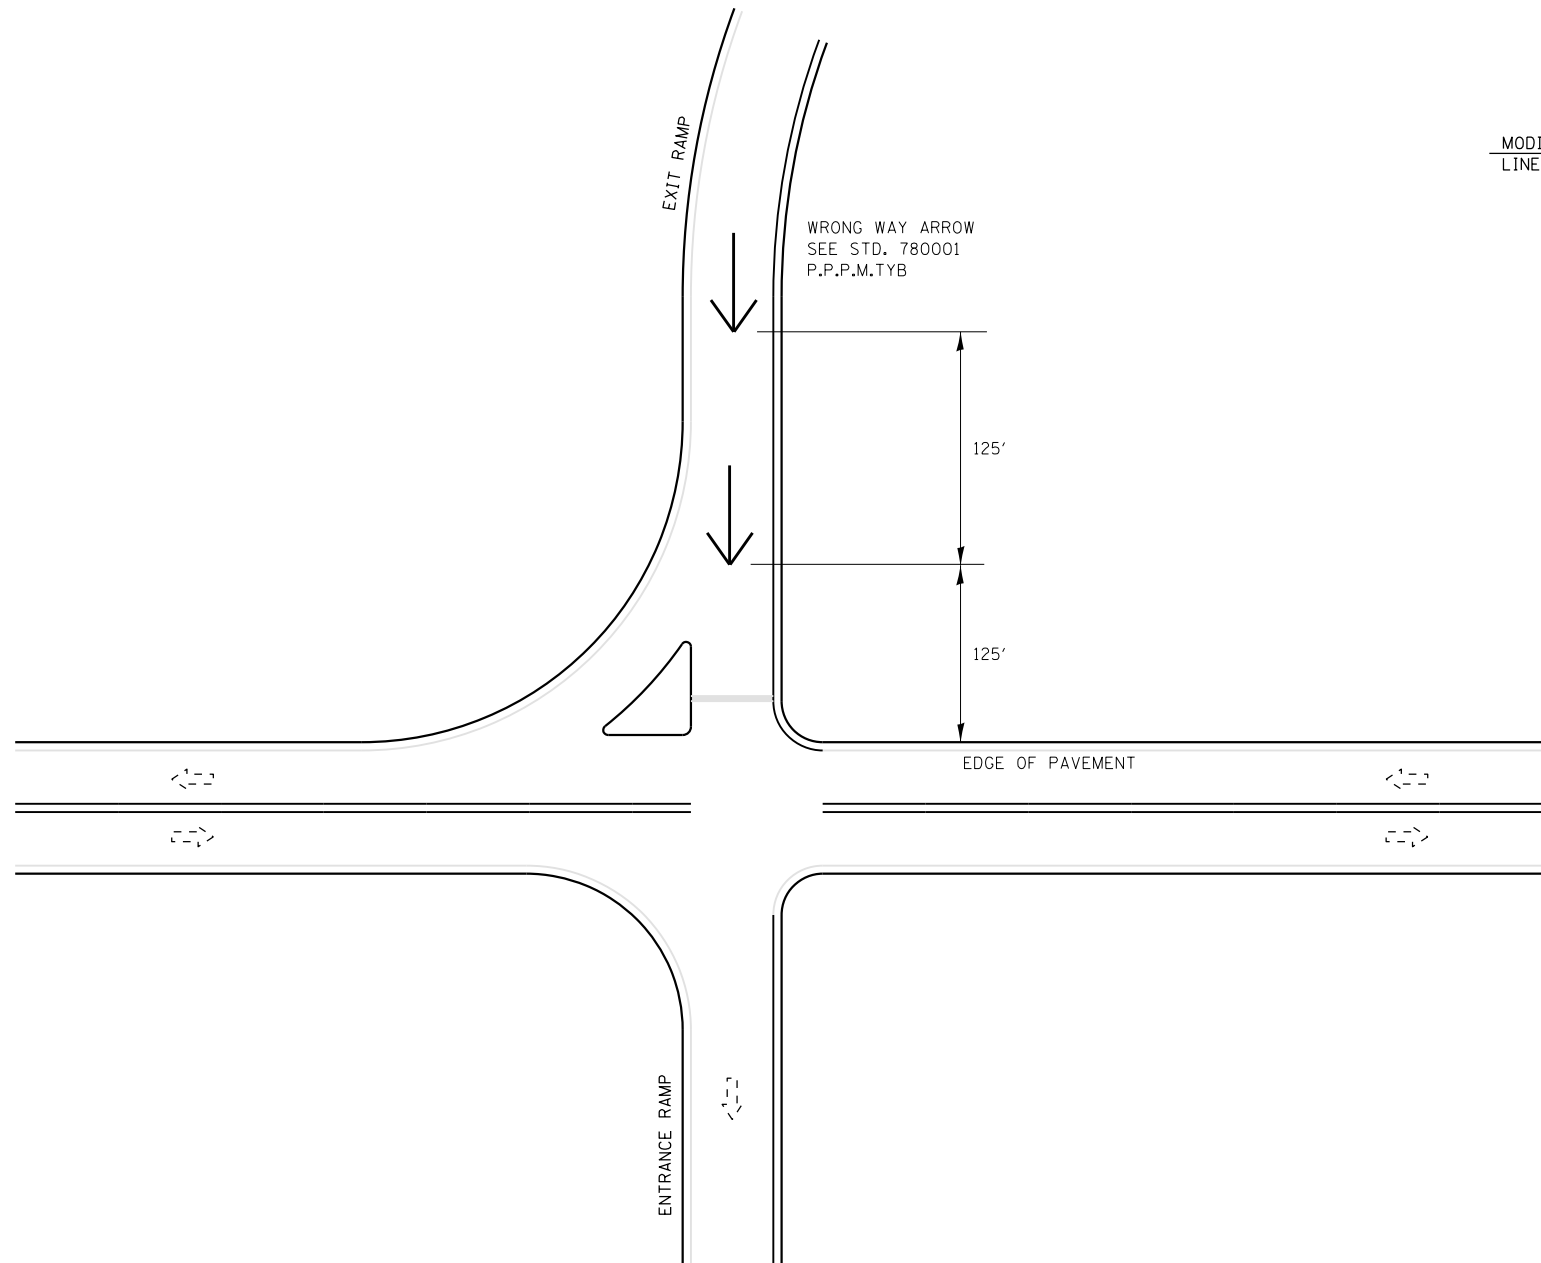 EXIT RAMP
MODI
LINE
WRONG WAY ARROW
SEE STD. 780001
P.P.P.M.TYB
125'
125'
EDGE OF PAVEMENT
ENTRANCE RAMP